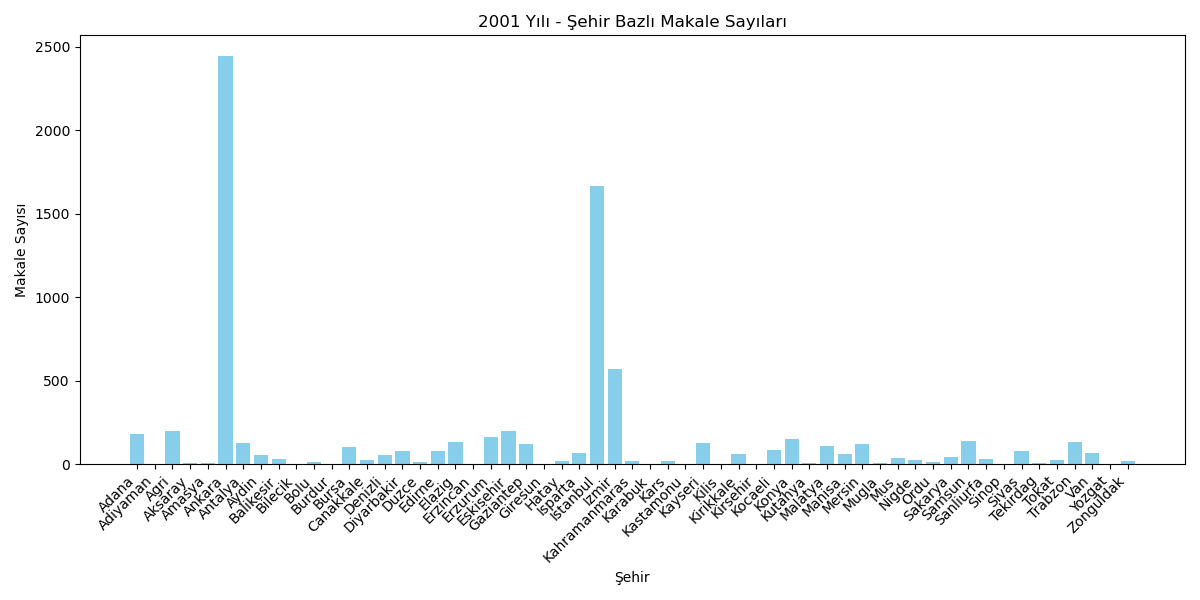 2001 Yılı - Şehir Bazlı Makale Sayıları
Makale Sayısı
2500
2000
1500
1000
500
0
Adana
Adiyaman
Agri
Aksaray
Amasya
Ankara
Antalya
Aydin
Balikesir
Bilecik
Bolu
Burdur
Bursa
Canakkale
Denizli
Diyarbakir
Duzce
Edirne
Elazig
Erzincan
Erzurum
Eskişehir
Gaziantep
Giresun
Hatay
Isparta
Istanbul
Izmir
Kahramanmaras
Karabuk
Kars
Kastamonu
Kayseri
Kilis
Kirikkale
Kirsehir
Kocaeli
Konya
Kutahya
Malatya
Manisa
Mersin
Mugla
Mus
Nigde
Ordu
Sakarya
Samsun
Sanliurfa
Sinop
Sivas
Tekirdag
Tokat
Trabzon
Van
Yozgat
Zonguldak
Şehir